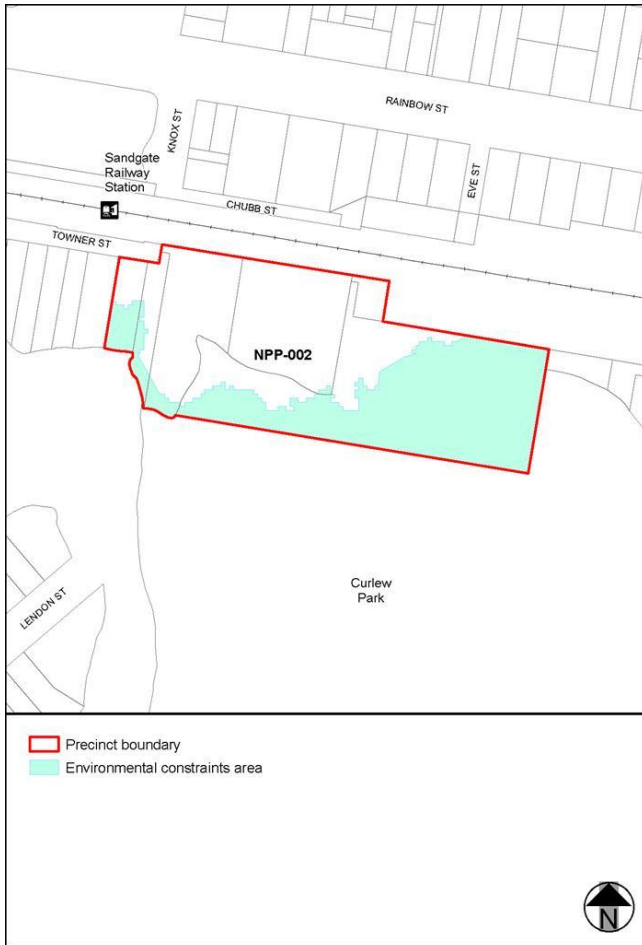 RAINBOW ST
KNOX ST
Sandgate
Railway
Station
EVE ST
CHUBB ST
TOWNER ST
NPP-002
Curlew
Park
LENDON ST
Precinct boundary
Environmental constraints area
N